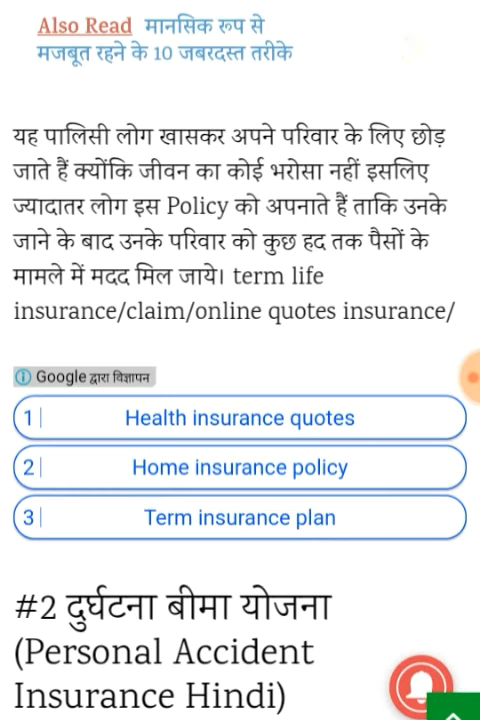 Also Read मानसिक रूप से
मजबूत रहने के 10 जबरदस्त तरीके
यह पालिसी लोग खासकर अपने परिवार के लिए छोड़
जाते हैं क्योंकि जीवन का कोई भरोसा नहीं इसलिए
ज्यादातर लोग इस Policy को अपनाते हैं ताकि उनके
जाने के बाद उनके परिवार को कुछ हद तक पैसों के
मामले में मदद मिल जाये। term life
insurance/claim/online quotes insurance/
Google द्वारा विज्ञापन
1 Health insurance quotes
2 Home insurance policy
3 Term insurance plan
#2 दुर्घटना बीमा योजना
(Personal Accident
Insurance Hindi)